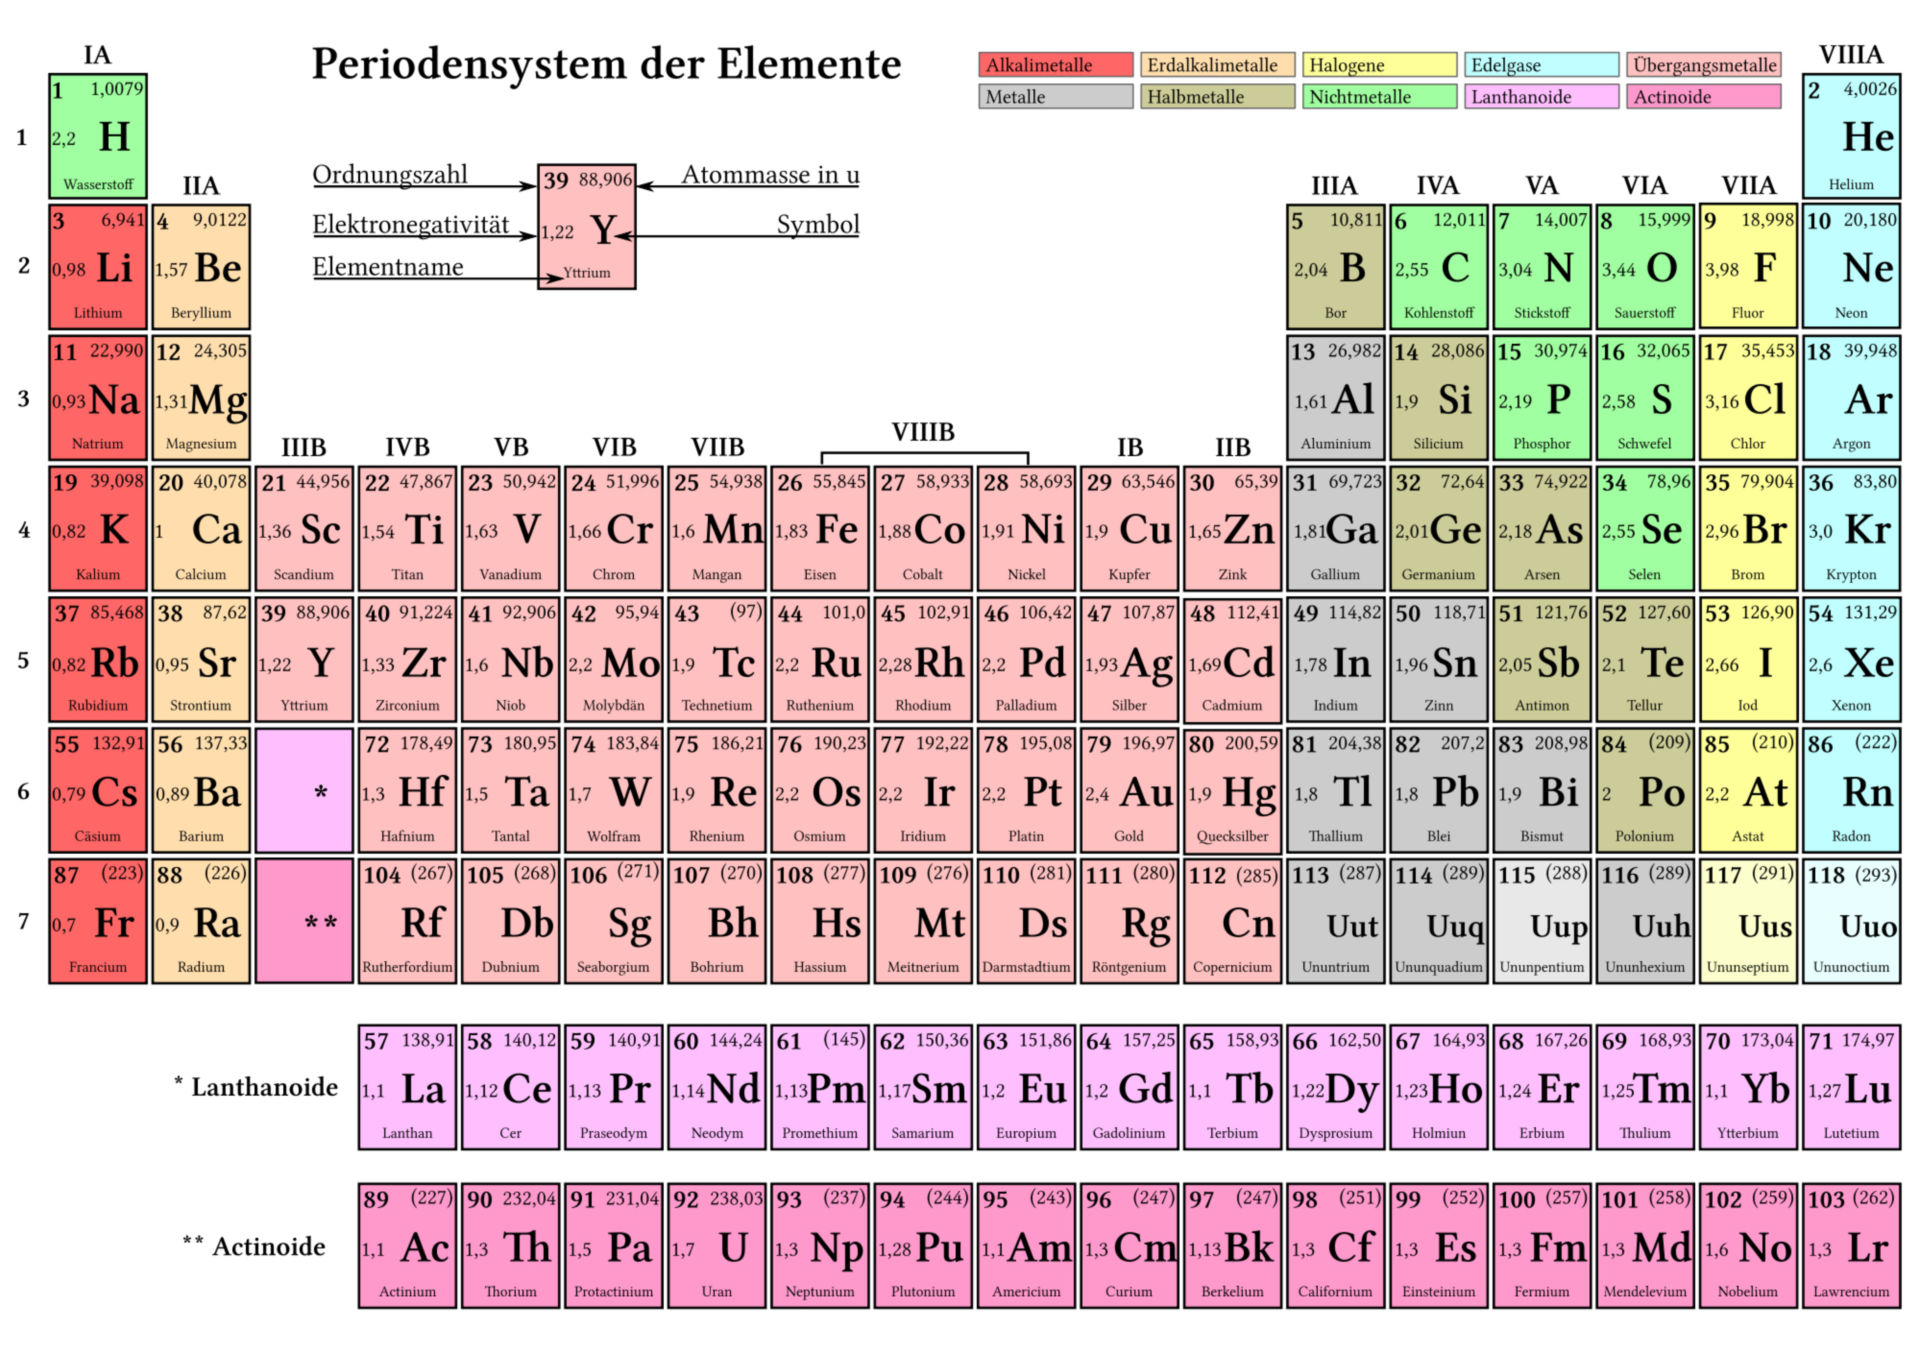 IA
Periodensystem der Elemente
Alkalimetalle Erdalkalimetalle Halogene Edelgase Übergangsmetalle
VIIIA
Metalle Halbmetalle Nichtmetalle Lanthanoide Actinoide
1 1,0079 2 4,0026
1 2,2 H He
Wasserstoff Helium
Ordnungszahl 39 88,906 Atommasse in u
Elektronegativität 1,22 Y Symbol
Elementname Yttrium
IIA IIIA IVA VA VIA VIIA
3 6,941 4 9,0122 5 10,811 6 12,011 7 14,007 8 15,999 9 18,998 10 20,180
2 0,98 Li 1,57 Be 2,04 B 2,55 C 3,04 N 3,44 O 3,98 F Ne
Lithium Beryllium Bor Kohlenstoff Stickstoff Sauerstoff Fluor Neon
11 22,990 12 24,305 13 26,982 14 28,086 15 30,974 16 32,065 17 35,453 18 39,948
3 0,93 Na 1,31 Mg 1,61 Al 1,9 Si 2,19 P 2,58 S 3,16 Cl Ar
Natrium Magnesium Aluminium Silicium Phosphor Schwefel Chlor Argon
IIIB IVB VB VIB VIIB VIIIB IB IIB
19 39,098 20 40,078 21 44,956 22 47,867 23 50,942 24 51,996 25 54,938 26 55,845 27 58,933 28 58,693 29 63,546 30 65,39 31 69,723 32 72,64 33 74,922 34 78,96 35 79,904 36 83,80
4 0,82 K 1 Ca 1,36 Sc 1,54 Ti 1,63 V 1,66 Cr 1,6 Mn 1,83 Fe 1,88 Co 1,91 Ni 1,9 Cu 1,65 Zn 1,81 Ga 2,01 Ge 2,18 As 2,55 Se 2,96 Br 3,0 Kr
Kalium Calcium Scandium Titan Vanadium Chrom Mangan Eisen Cobalt Nickel Kupfer Zink Gallium Germanium Arsen Selen Brom Krypton
37 85,468 38 87,62 39 88,906 40 91,224 41 92,906 42 95,94 43 (97) 44 101,0 45 102,91 46 106,42 47 107,87 48 112,41 49 114,82 50 118,71 51 121,76 52 127,60 53 126,90 54 131,29
5 0,82 Rb 0,95 Sr 1,22 Y 1,33 Zr 1,6 Nb 2,2 Mo 1,9 Tc 2,2 Ru 2,28 Rh 2,2 Pd 1,93 Ag 1,69 Cd 1,78 In 1,96 Sn 2,05 Sb 2,1 Te 2,66 I 2,6 Xe
Rubidium Strontium Yttrium Zirconium Niob Molybdän Technetium Ruthenium Rhodium Palladium Silber Cadmium Indium Zinn Antimon Tellur Iod Xenon
55 132,91 56 137,33 72 178,49 73 180,95 74 183,84 75 186,21 76 190,23 77 192,22 78 195,08 79 196,97 80 200,59 81 204,38 82 207,2 83 208,98 84 (209) 85 (210) 86 (222)
6 0,79 Cs 0,89 Ba * 1,3 Hf 1,5 Ta 1,7 W 1,9 Re 2,2 Os 2,2 Ir 2,2 Pt 2,4 Au 1,9 Hg 1,8 Tl 1,8 Pb 1,9 Bi 2 Po 2,2 At Rn
Cäsium Barium Hafnium Tantal Wolfram Rhenium Osmium Iridium Platin Gold Quecksilber Thallium Blei Bismut Polonium Astat Radon
87 (223) 88 (226) 104 (267) 105 (268) 106 (271) 107 (270) 108 (277) 109 (276) 110 (281) 111 (280) 112 (285) 113 (287) 114 (289) 115 (288) 116 (289) 117 (291) 118 (293)
7 0,7 Fr 0,9 Ra ** Rf Db Sg Bh Hs Mt Ds Rg Cn Uut Uuq Uup Uuh Uus Uuo
Francium Radium Rutherfordium Dubnium Seaborgium Bohrium Hassium Meitnerium Darmstadtium Röntgenium Copernicium Ununtrium Ununquadium Ununpentium Ununhexium Ununseptium Ununoctium
57 138,91 58 140,12 59 140,91 60 144,24 61 (145) 62 150,36 63 151,86 64 157,25 65 158,93 66 162,50 67 164,93 68 167,26 69 168,93 70 173,04 71 174,97
* Lanthanoide 1,1 La 1,12 Ce 1,13 Pr 1,14 Nd 1,13 Pm 1,17 Sm 1,2 Eu 1,2 Gd 1,1 Tb 1,22 Dy 1,23 Ho 1,24 Er 1,25 Tm 1,1 Yb 1,27 Lu
Lanthan Cer Praseodym Neodym Promethium Samarium Europium Gadolinium Terbium Dysprosium Holmiun Erbium Thulium Ytterbium Lutetium
89 (227) 90 232,04 91 231,04 92 238,03 93 (237) 94 (244) 95 (243) 96 (247) 97 (247) 98 (251) 99 (252) 100 (257) 101 (258) 102 (259) 103 (262)
** Actinoide 1,1 Ac 1,3 Th 1,5 Pa 1,7 U 1,3 Np 1,28 Pu 1,1 Am 1,3 Cm 1,13 Bk 1,3 Cf 1,3 Es 1,3 Fm 1,3 Md 1,6 No 1,3 Lr
Actinium Thorium Protactinium Uran Neptunium Plutonium Americium Curium Berkelium Californium Einsteinium Fermium Mendelevium Nobelium Lawrencium